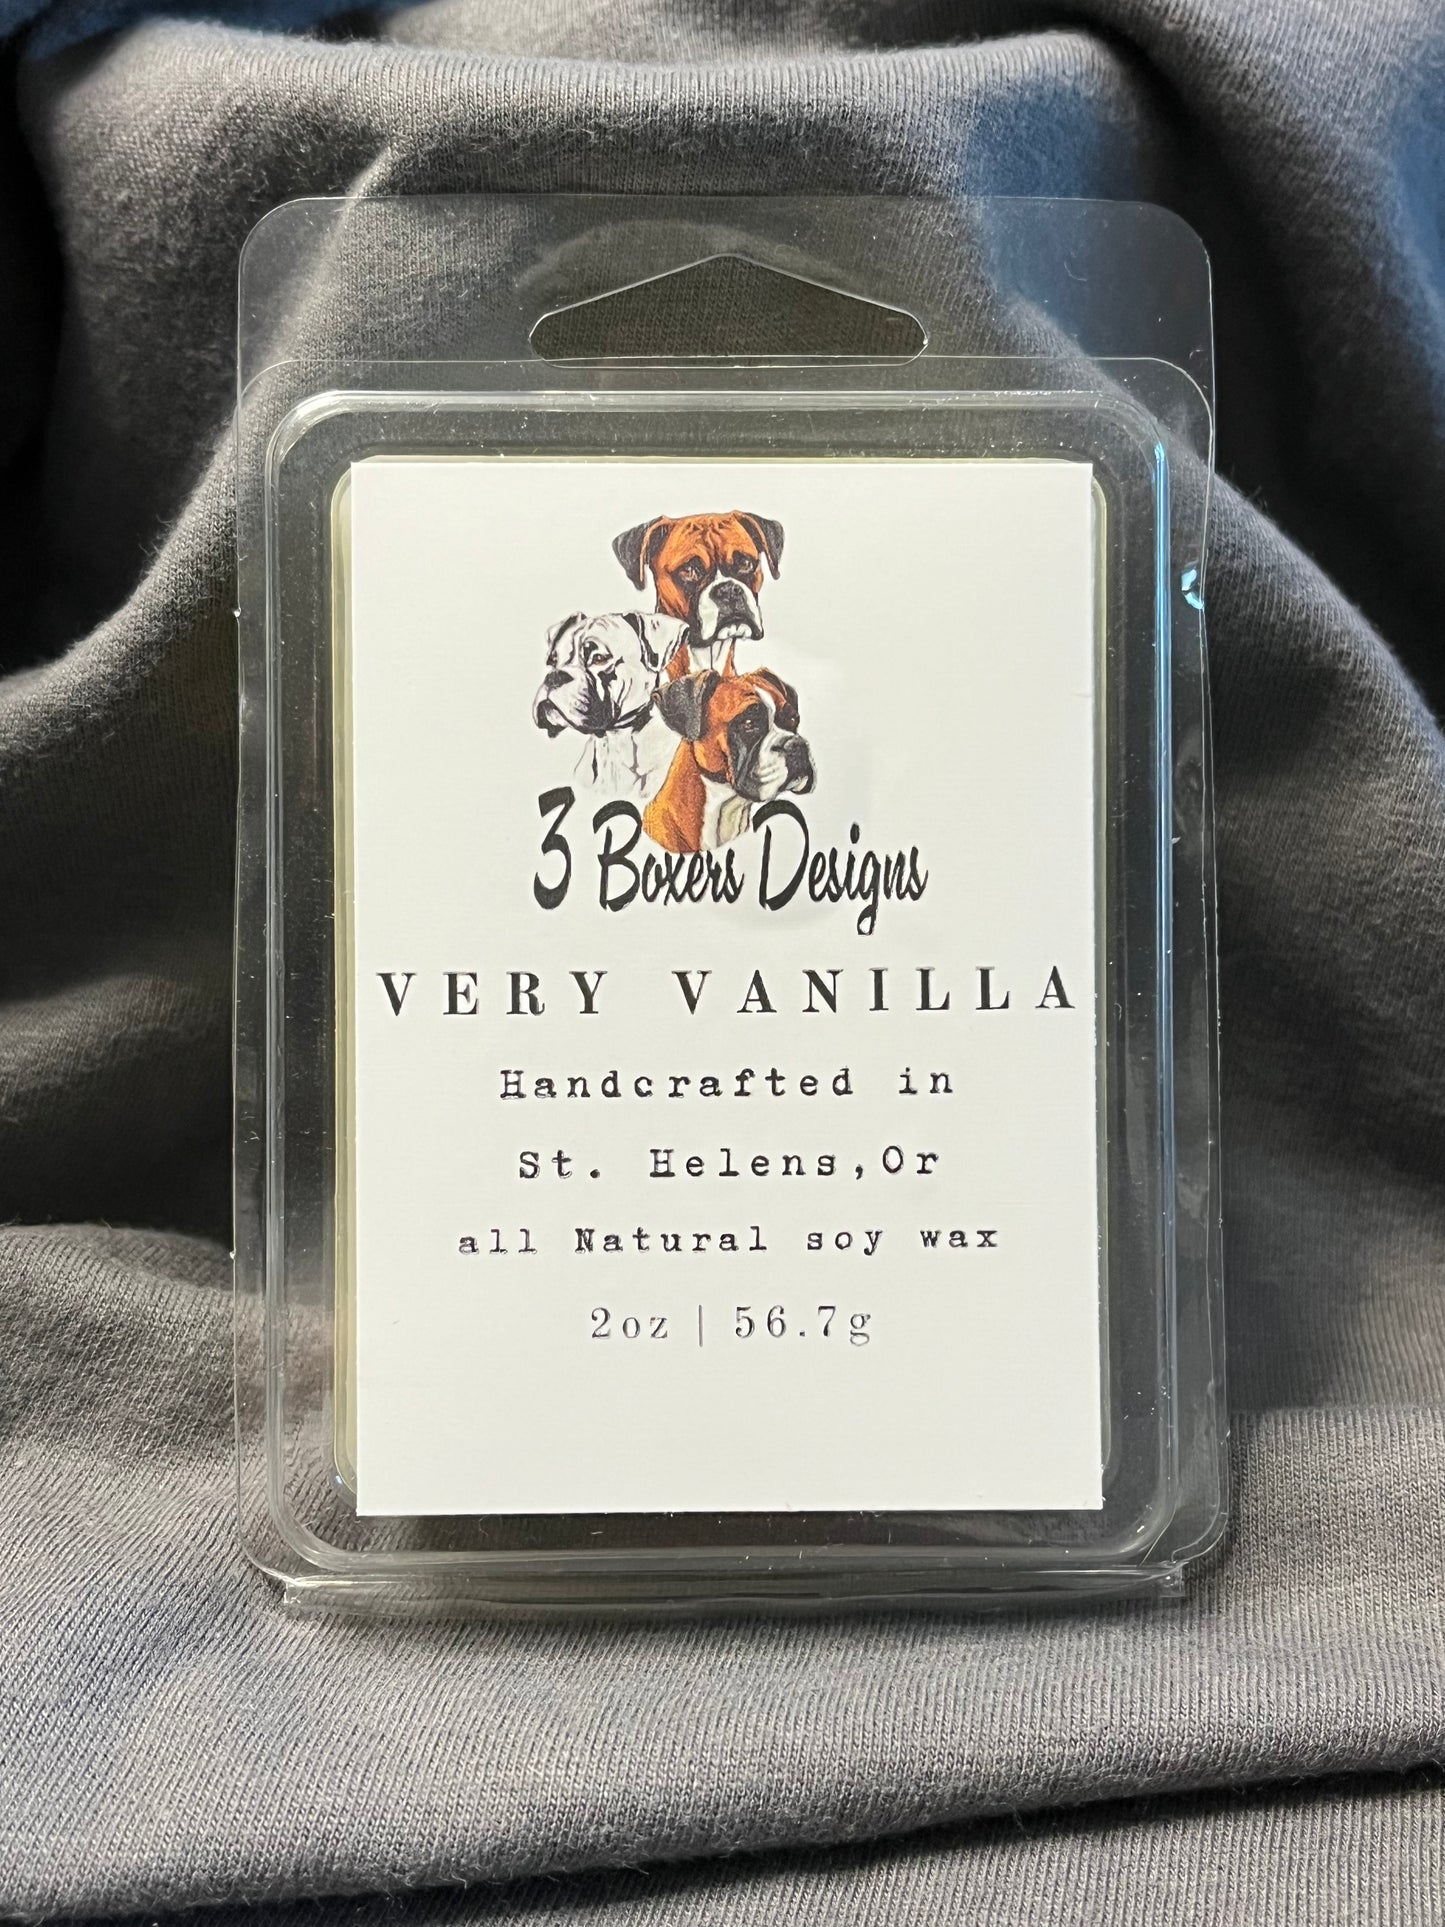 3 Boxers Designs
VERY VANILLA
Handcrafted in
St. Helens,Or
all Natural soy wax
2oz | 56.7g